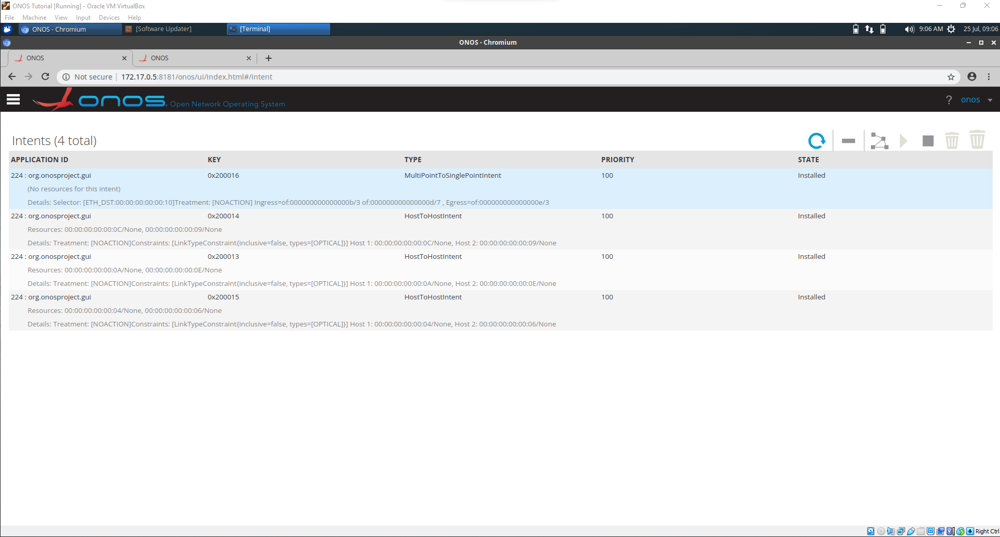 ONOS Tutorial [Running] - Oracle VM VirtualBox
File Machine View Input Devices Help
ONOS - Chromium [Software Updater] [Terminal] 9:06 AM 25 Jul, 09:06
ONOS - Chromium
ONOS ONOS
Not secure 172.17.0.5:8181/onos/ui/index.html#/intent
onos Open Network Operating System ? onos
Intents (4 total)
APPLICATION ID KEY TYPE PRIORITY STATE
224 : org.onosproject.gui 0x200016 MultiPointToSinglePointIntent 100 Installed
(No resources for this intent)
Details: Selector: [ETH_DST:00:00:00:00:00:10]Treatment: [NOACTION] Ingress=of:000000000000000b/3 of:000000000000000d/7 , Egress=of:000000000000000e/3
224 : org.onosproject.gui 0x200014 HostToHostIntent 100 Installed
Resources: 00:00:00:00:00:0C/None, 00:00:00:00:00:09/None
Details: Treatment: [NOACTION]Constraints: [LinkTypeConstraint{inclusive=false, types=[OPTICAL]}] Host 1: 00:00:00:00:00:0C/None, Host 2: 00:00:00:00:00:09/None
224 : org.onosproject.gui 0x200013 HostToHostIntent 100 Installed
Resources: 00:00:00:00:00:0A/None, 00:00:00:00:00:0E/None
Details: Treatment: [NOACTION]Constraints: [LinkTypeConstraint{inclusive=false, types=[OPTICAL]}] Host 1: 00:00:00:00:00:0A/None, Host 2: 00:00:00:00:00:0E/None
224 : org.onosproject.gui 0x200015 HostToHostIntent 100 Installed
Resources: 00:00:00:00:00:04/None, 00:00:00:00:00:06/None
Details: Treatment: [NOACTION]Constraints: [LinkTypeConstraint{inclusive=false, types=[OPTICAL]}] Host 1: 00:00:00:00:00:04/None, Host 2: 00:00:00:00:00:06/None
Right Ctrl